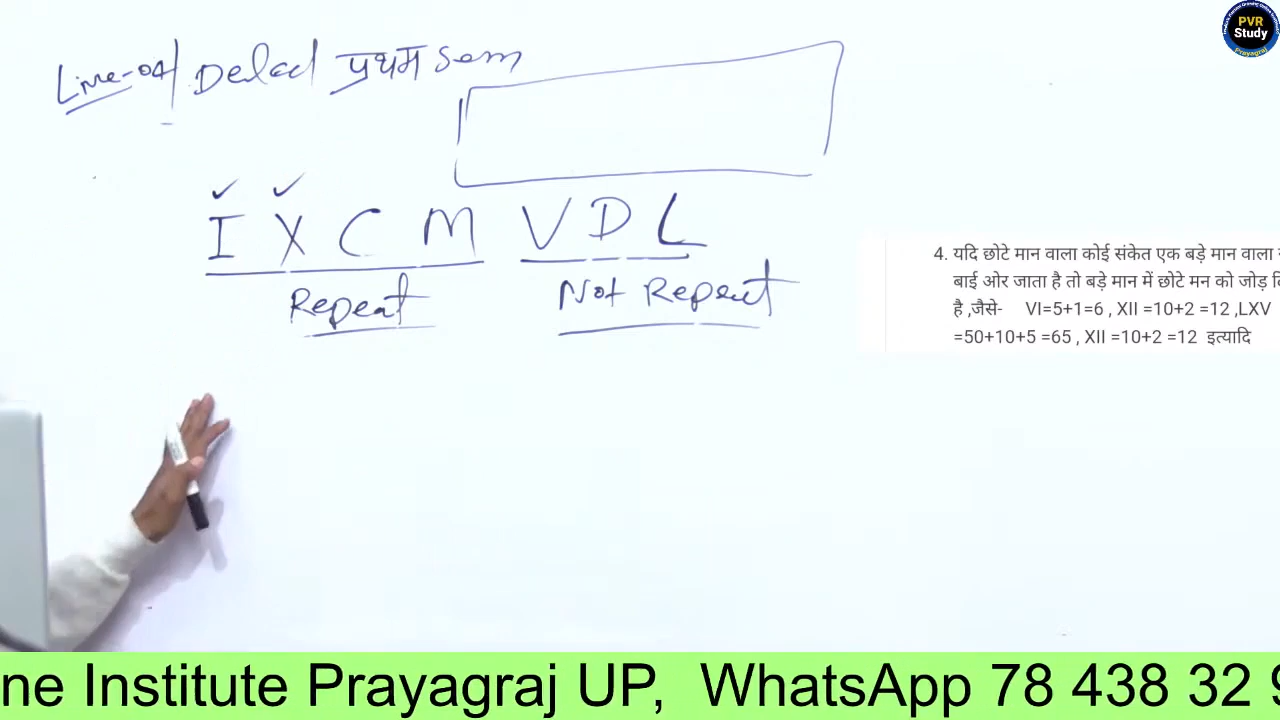 Live-04 Deled प्रथम Sem
I X C M V D L
Repeat Not Repeat
4. यदि छोटे मान वाला कोई संकेत एक बड़े मान वाला
बाई ओर जाता है तो बड़े मान में छोटे मन को जोड़
है ,जैसे- VI=5+1=6 , XII =10+2 =12 ,LXV
=50+10+5 =65 , XII =10+2 =12 इत्यादि
PVR
Study
Prayagraj
ne Institute Prayagraj UP, WhatsApp 78 438 32